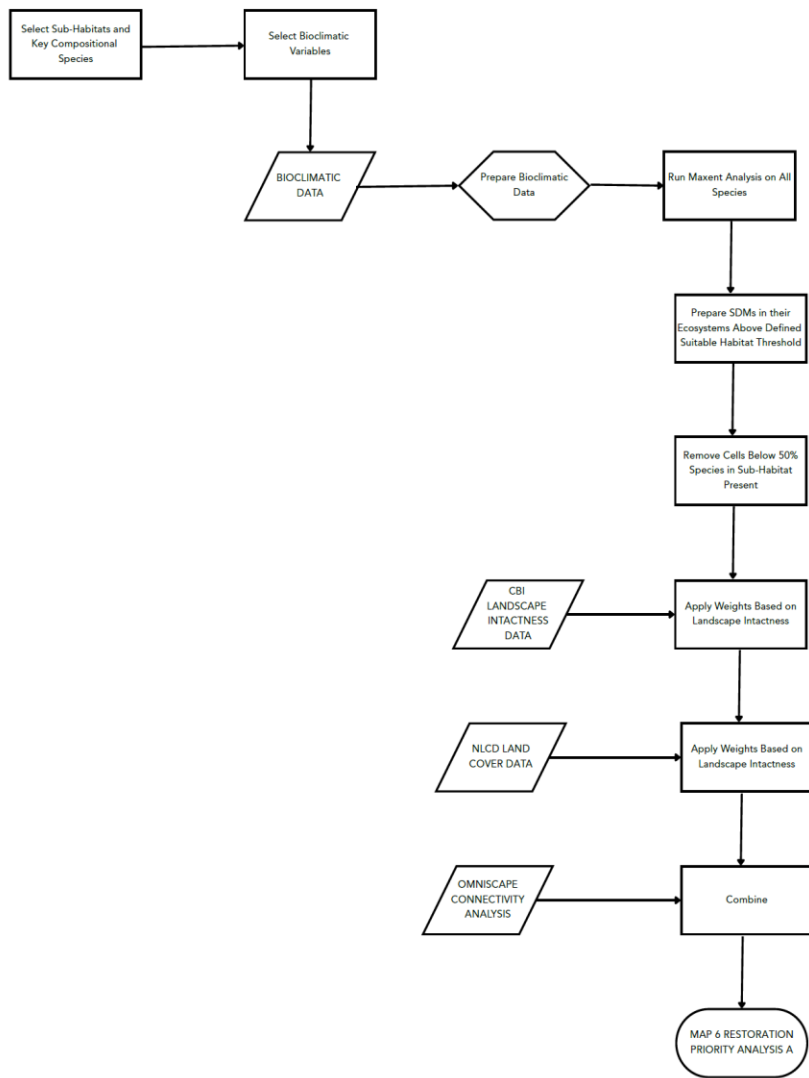 Select Sub-Habitats and
Key Compositional
Species
Select Bioclimatic
Variables
BIOCLIMATIC
DATA
Prepare Bioclimatic
Data
Run Maxent Analysis on All
Species
Prepare SDMs in their
Ecosystems Above Defined
Suitable Habitat Threshold
Remove Cells Below 50%
Species in Sub-Habitat
Present
CBI
LANDSCAPE
INTACTNESS
DATA
Apply Weights Based on
Landscape Intactness
NLCD LAND
COVER DATA
Apply Weights Based on
Landscape Intactness
OMNISCAPE
CONNECTIVITY
ANALYSIS
Combine
MAP 6 RESTORATION
PRIORITY ANALYSIS A